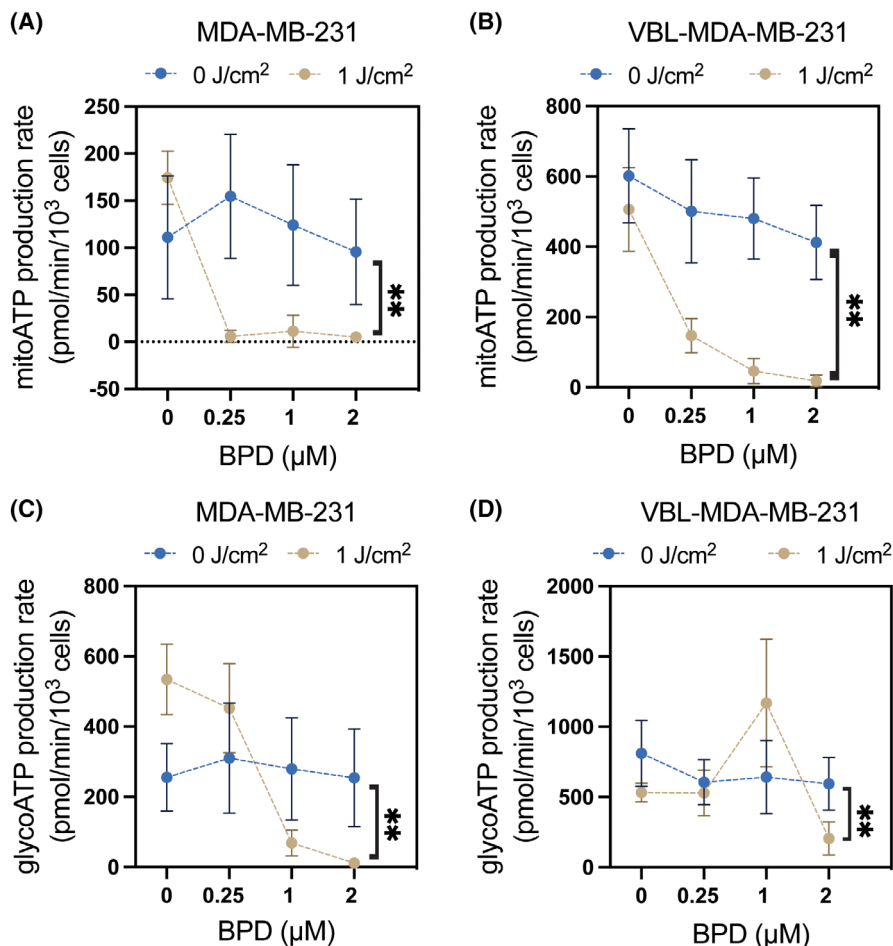 (A)
MDA-MB-231
0 J/cm²
1 J/cm²
mitoATP production rate
(pmol/min/10³ cells)
250
200
150
100
50
0
-50
**
0
0.25
1
2
BPD (µM)
(B)
VBL-MDA-MB-231
0 J/cm²
1 J/cm²
mitoATP production rate
(pmol/min/10³ cells)
800
600
400
200
0
**
0
0.25
1
2
BPD (µM)
(C)
MDA-MB-231
0 J/cm²
1 J/cm²
glycoATP production rate
(pmol/min/10³ cells)
800
600
400
200
0
**
0
0.25
1
2
BPD (µM)
(D)
VBL-MDA-MB-231
0 J/cm²
1 J/cm²
glycoATP production rate
(pmol/min/10³ cells)
2000
1500
1000
500
0
**
0
0.25
1
2
BPD (µM)